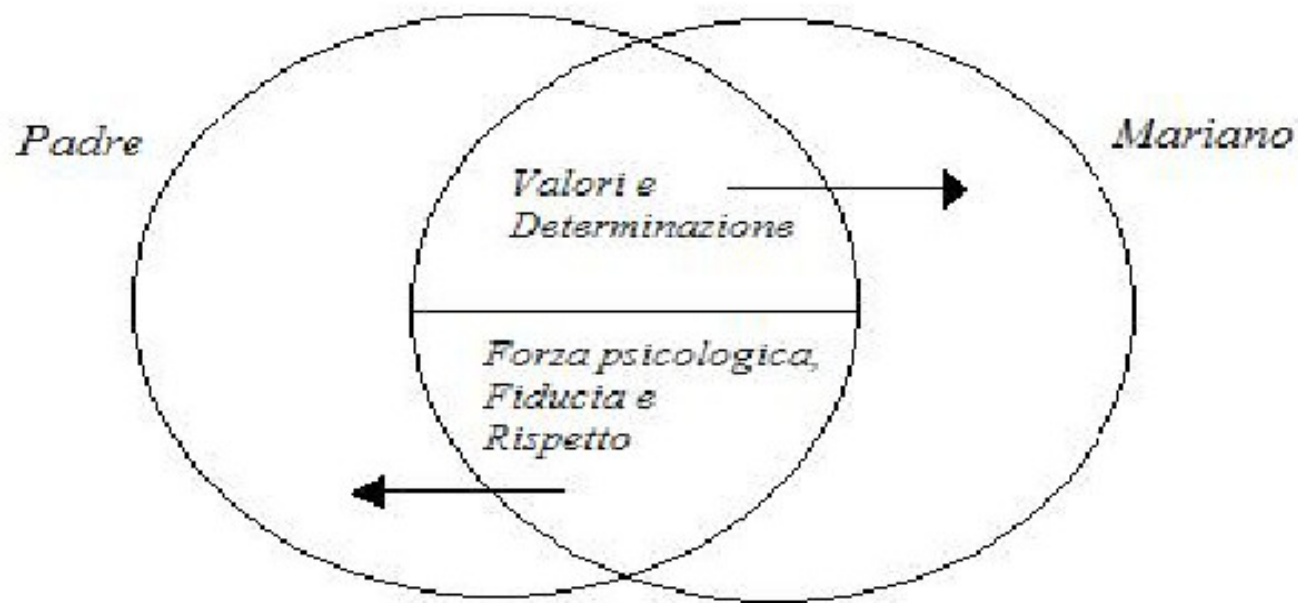 Padre
Mariano
Valori e
Determinazione
Forza psicologica,
Fiducia e
Rispetto